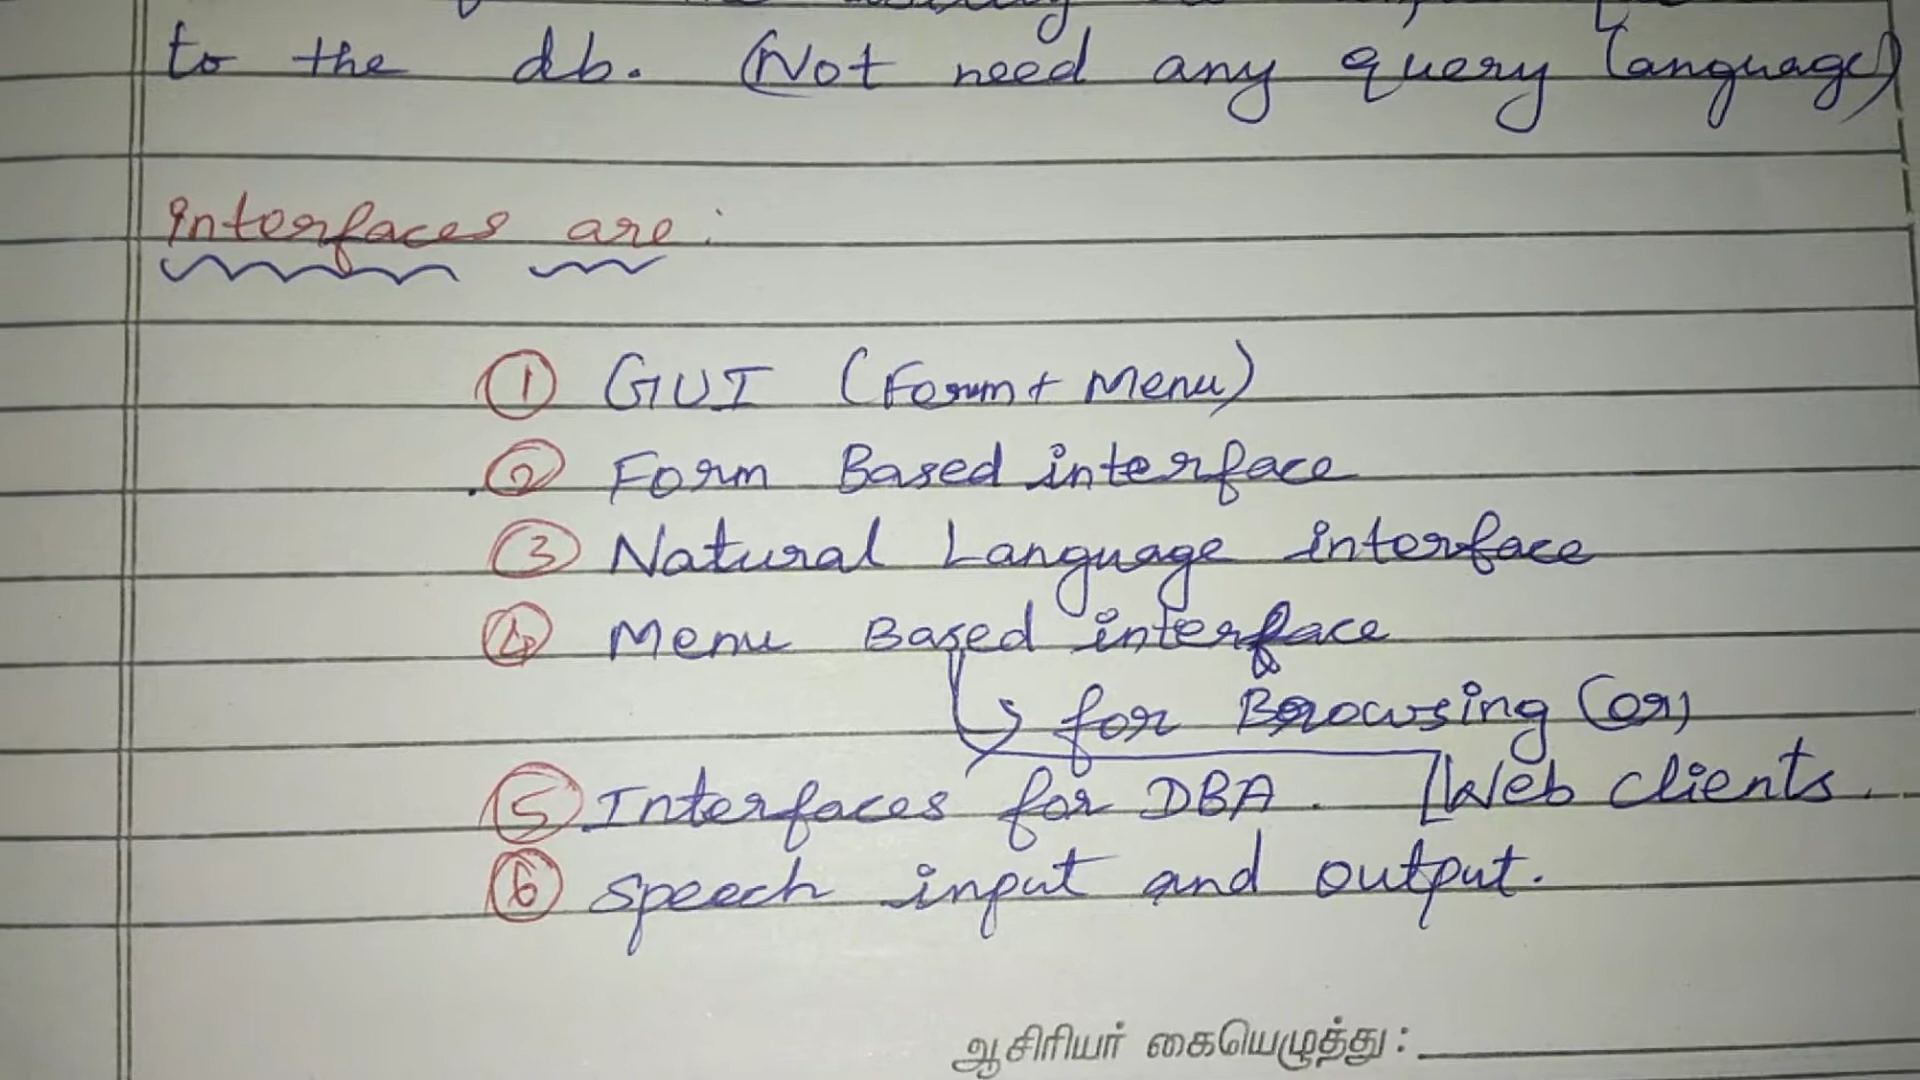 to the db. (Not need any query language)
interfaces are:
① GUI (Form + Menu)
② Form Based interface
③ Natural Language interface
④ Menu Based interface
for Browsing (or)
⑤ Interfaces for DBA. Web clients.
⑥ speech input and output.
ஆசிரியர் கையெழுத்து :